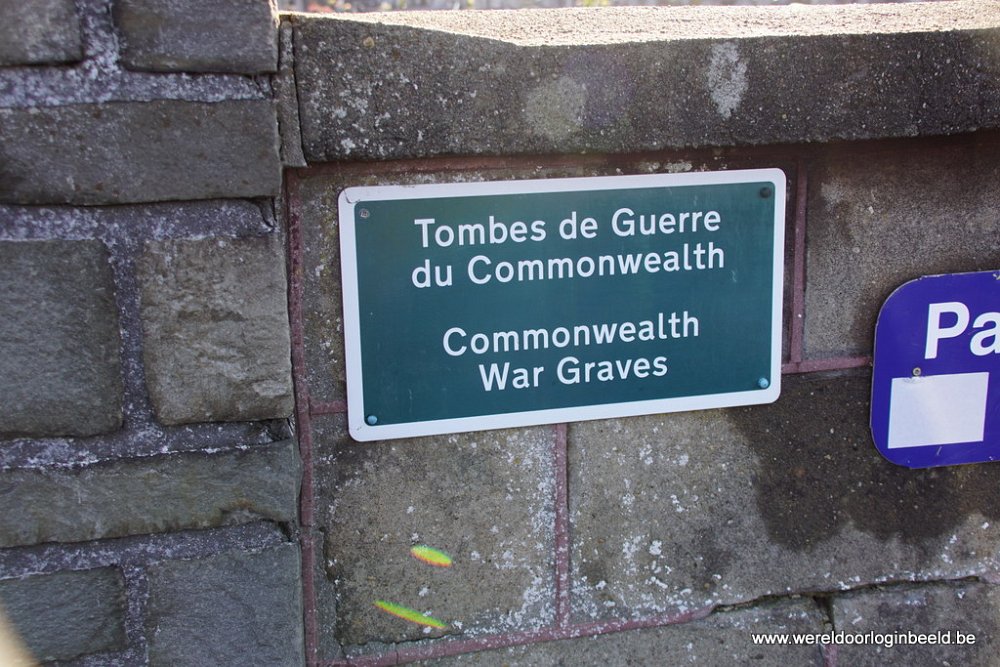 Tombes de Guerre
du Commonwealth
Commonwealth
War Graves
Pa
www.wereldoorloginbeeld.be